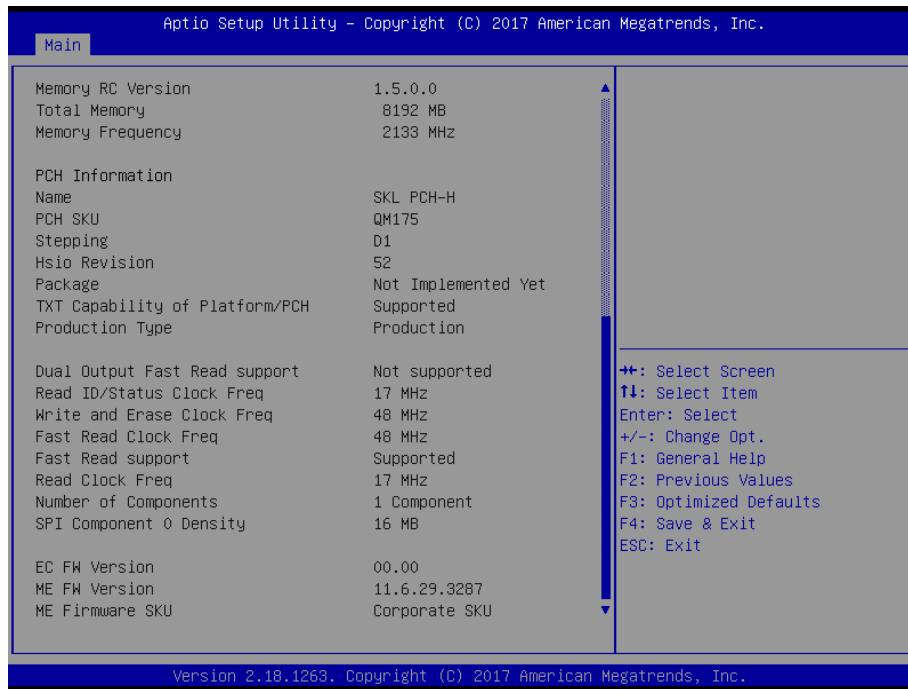 Aptio Setup Utility – Copyright (C) 2017 American Megatrends, Inc.
Main
Memory RC Version 1.5.0.0
Total Memory 8192 MB
Memory Frequency 2133 MHz
PCH Information
Name SKL PCH-H
PCH SKU QM175
Stepping D1
Hsio Revision 52
Package Not Implemented Yet
TXT Capability of Platform/PCH Supported
Production Type Production
Dual Output Fast Read support Not supported
Read ID/Status Clock Freq 17 MHz
Write and Erase Clock Freq 48 MHz
Fast Read Clock Freq 48 MHz
Fast Read support Supported
Read Clock Freq 17 MHz
Number of Components 1 Component
SPI Component 0 Density 16 MB
EC FW Version 00.00
ME FW Version 11.6.29.3287
ME Firmware SKU Corporate SKU
→←: Select Screen
↑↓: Select Item
Enter: Select
+/-: Change Opt.
F1: General Help
F2: Previous Values
F3: Optimized Defaults
F4: Save & Exit
ESC: Exit
Version 2.18.1263. Copyright (C) 2017 American Megatrends, Inc.